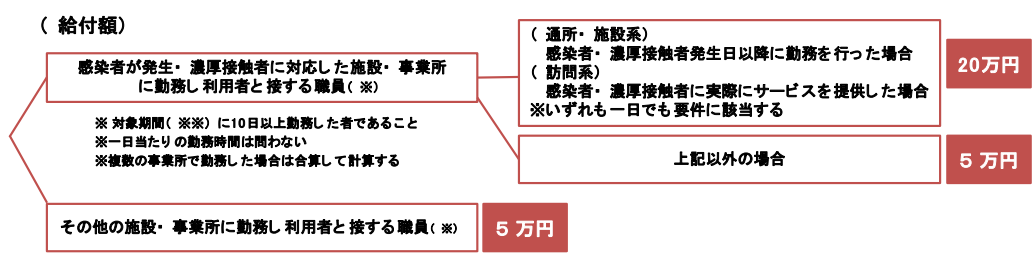 (給付額)
感染者が発生・濃厚接触者に対応した施設・事業所
に勤務し利用者と接する職員(※)
※対象期間(※※)に10日以上勤務した者であること
※一日当たりの勤務時間は問わない
※複数の事業所で勤務した場合は合算して計算する
(通所・施設系)
感染者・濃厚接触者発生日以降に勤務を行った場合
(訪問系)
感染者・濃厚接触者に実際にサービスを提供した場合
※いずれも一日でも要件に該当する
20万円
上記以外の場合
5万円
その他の施設・事業所に勤務し利用者と接する職員(※)
5万円